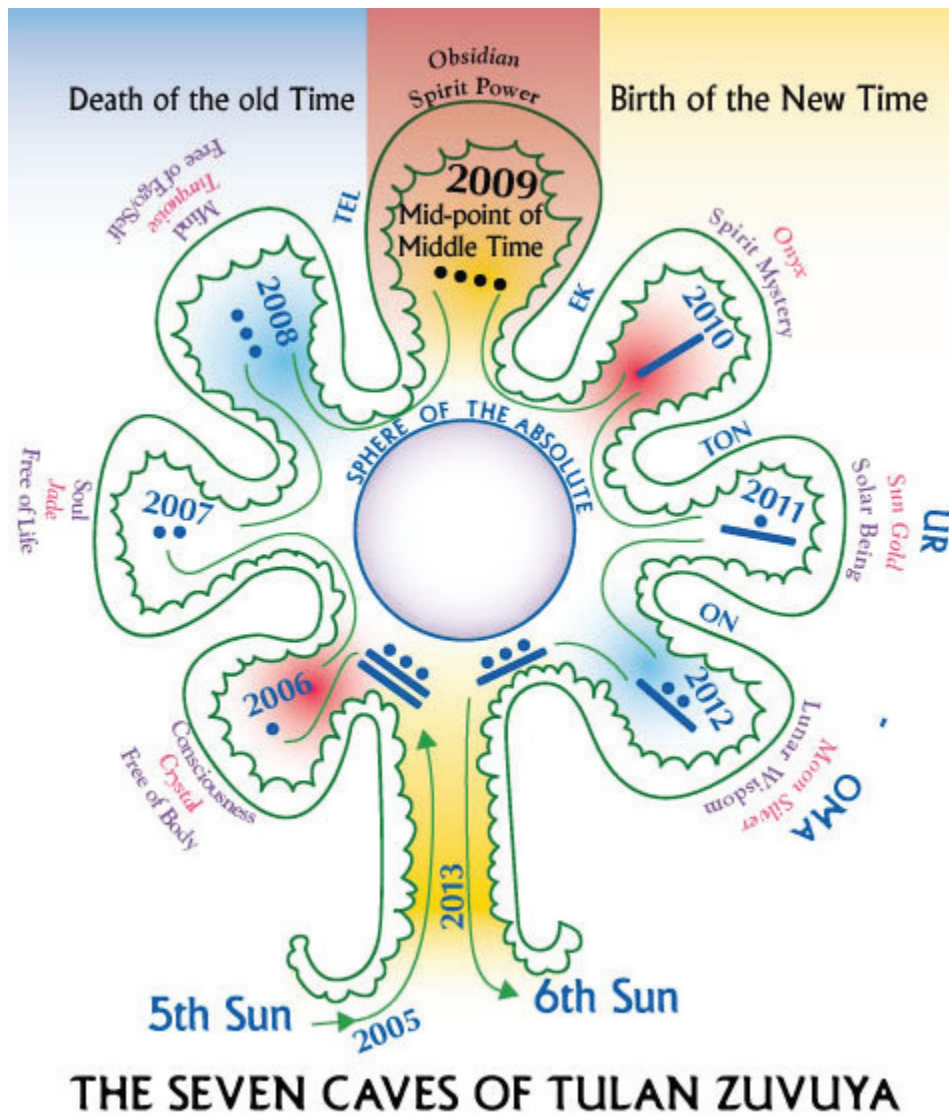 Obsidian
Spirit Power
Death of the old Time
Birth of the New Time
Free of Ego/Self
Turquoise
Mind
TEL
2009
Mid-point of
Middle Time
EK
Onyx
Spirit Mystery
2008
2010
SPHERE OF THE ABSOLUTE
TON
Soul
Jade
Free of Life
2007
2011
Sun Gold
Solar Being
UR
ON
2006
2012
Consciousness
Crystal
Free of Body
Lunar Wisdom
Moon Silver
OMA
2013
5th Sun
2005
6th Sun
THE SEVEN CAVES OF TULAN ZUVUYA